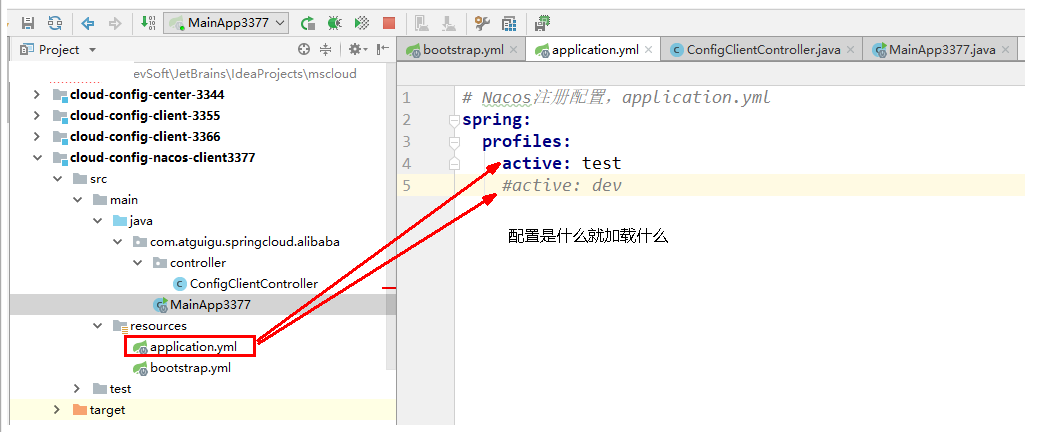 MainApp3377
Project
bootstrap.yml
application.yml
ConfigClientController.java
MainApp3377.java
evSoft\JetBrains\IdeaProjects\mscloud
cloud-config-center-3344
cloud-config-client-3355
cloud-config-client-3366
cloud-config-nacos-client3377
src
main
java
com.atguigu.springcloud.alibaba
controller
ConfigClientController
MainApp3377
resources
application.yml
bootstrap.yml
test
target
1 # Nacos注册配置，application.yml
2 spring:
3 profiles:
4 active: test
5 #active: dev
配置是什么就加载什么